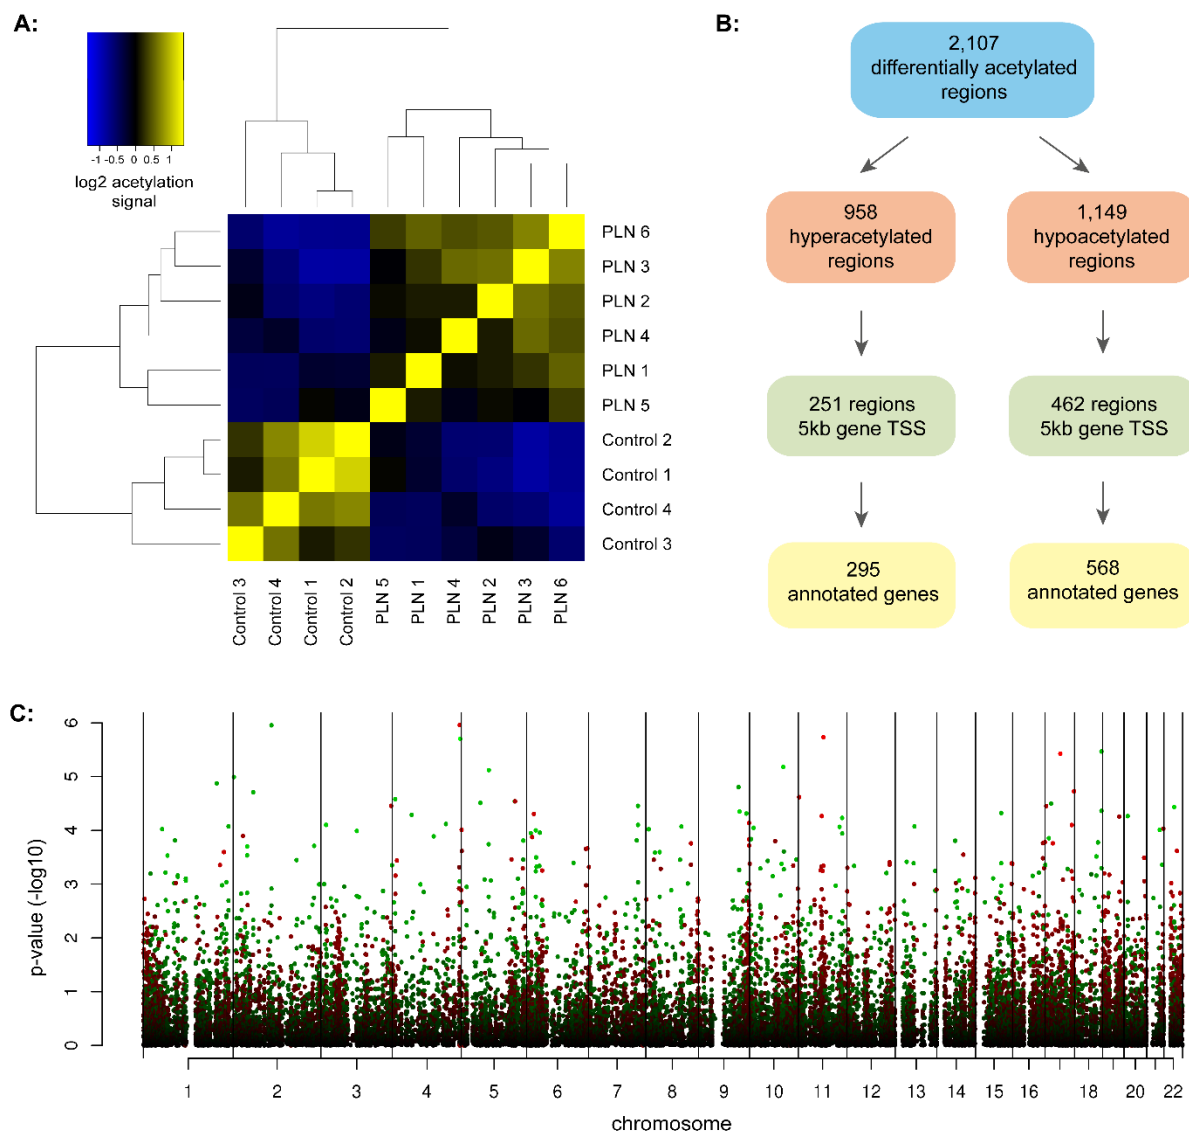 A:
-1 -0.5 0 0.5 1
log2 acetylation
signal
PLN 6
PLN 3
PLN 2
PLN 4
PLN 1
PLN 5
Control 2
Control 1
Control 4
Control 3
Control 3
Control 4
Control 1
Control 2
PLN 5
PLN 1
PLN 4
PLN 2
PLN 3
PLN 6
B:
2,107
differentially acetylated
regions
958
hyperacetylated
regions
1,149
hypoacetylated
regions
251 regions
5kb gene TSS
462 regions
5kb gene TSS
295
annotated genes
568
annotated genes
C:
p-value (-log10)
6
5
4
3
2
1
0
1 2 3 4 5 6 7 8 9 10 11 12 13 14 15 16 17 18 20 22
chromosome